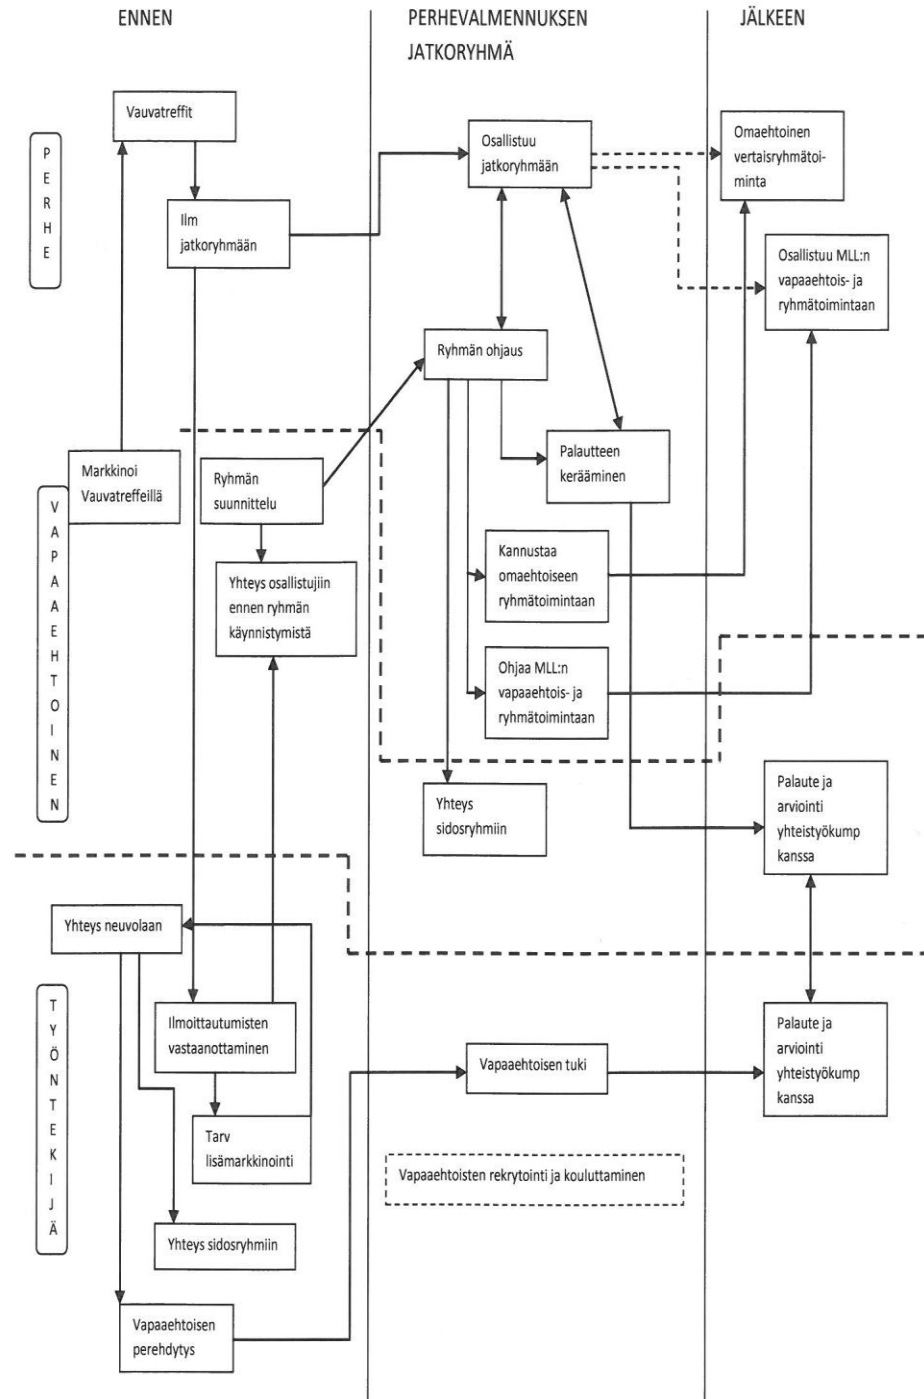 ENNEN
PERHEVALMENNUKSEN
JATKORYHMÄ
JÄLKEEN
PERHE
Vauvatreffit
Ilm
jatkoryhmään
Osallistuu
jatkoryhmään
Omaehtoinen
vertaisryhmätoi-
minta
Osallistuu MLL:n
vapaaehtois- ja
ryhmätoimintaan
Ryhmän ohjaus
VAPAAEHTOINEN
Markkinoi
Vauvatreffeillä
Ryhmän
suunnittelu
Palautteen
kerääminen
Yhteys osallistujiin
ennen ryhmän
käynnistymistä
Kannustaa
omaehtoiseen
ryhmätoimintaan
Ohjaa MLL:n
vapaaehtois- ja
ryhmätoimintaan
Yhteys
sidosryhmiin
Palaute ja
arviointi
yhteistyökump
kanssa
TYÖNTEKIJÄ
Yhteys neuvolaan
Ilmoittautumisten
vastaanottaminen
Vapaaehtoisen tuki
Palaute ja
arviointi
yhteistyökump
kanssa
Tarv
lisämarkkinointi
Vapaaehtoisten rekrytointi ja kouluttaminen
Yhteys sidosryhmiin
Vapaaehtoisen
perehdytys